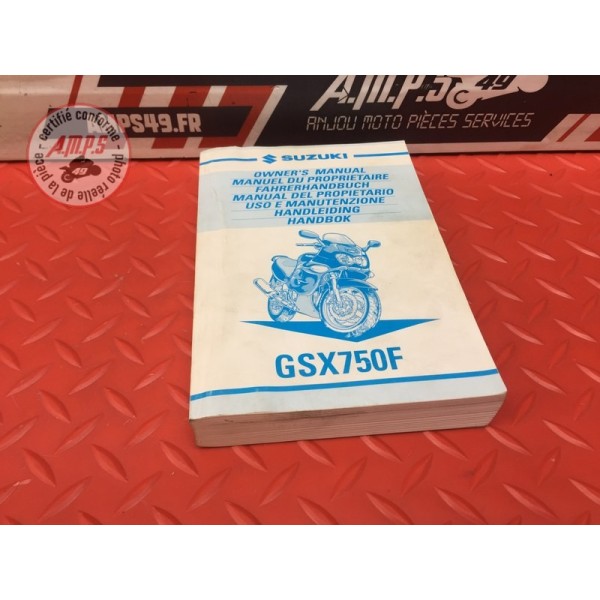 A.M.P.S 49
AMPS49.FR
ANJOU MOTO PIÈCES SERVICES
pièce certifié conforme - photo réelle de la pièce -
A.M.P.S
49
SUZUKI
OWNER'S MANUAL
MANUEL DU PROPRIETAIRE
FAHRERHANDBUCH
MANUAL DEL PROPIETARIO
USO E MANUTENZIONE
HANDLEIDING
HANDBOK
GSX750F